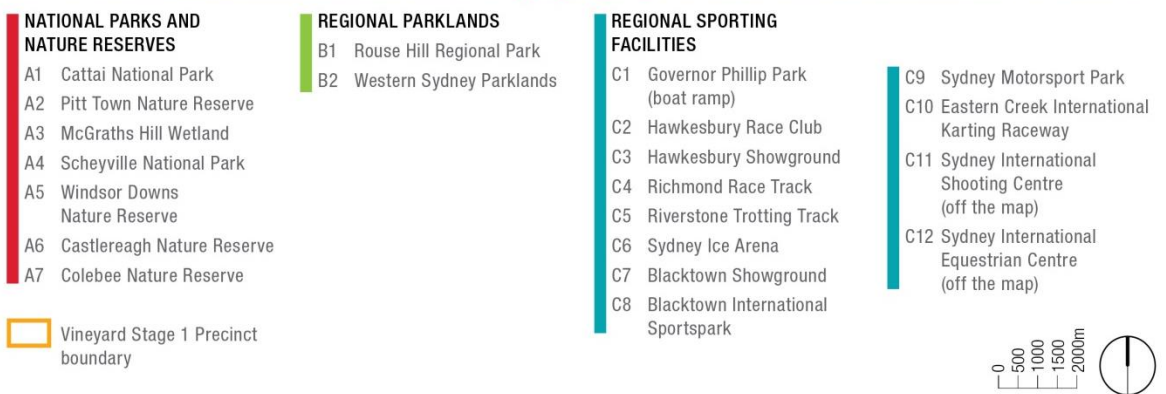 NATIONAL PARKS AND
NATURE RESERVES
A1 Cattai National Park
A2 Pitt Town Nature Reserve
A3 McGraths Hill Wetland
A4 Scheyville National Park
A5 Windsor Downs
Nature Reserve
A6 Castlereagh Nature Reserve
A7 Colebee Nature Reserve
Vineyard Stage 1 Precinct
boundary
REGIONAL PARKLANDS
B1 Rouse Hill Regional Park
B2 Western Sydney Parklands
REGIONAL SPORTING
FACILITIES
C1 Governor Phillip Park
(boat ramp)
C2 Hawkesbury Race Club
C3 Hawkesbury Showground
C4 Richmond Race Track
C5 Riverstone Trotting Track
C6 Sydney Ice Arena
C7 Blacktown Showground
C8 Blacktown International
Sportspark
C9 Sydney Motorsport Park
C10 Eastern Creek International
Karting Raceway
C11 Sydney International
Shooting Centre
(off the map)
C12 Sydney International
Equestrian Centre
(off the map)
0
500
1000
1500
2000m